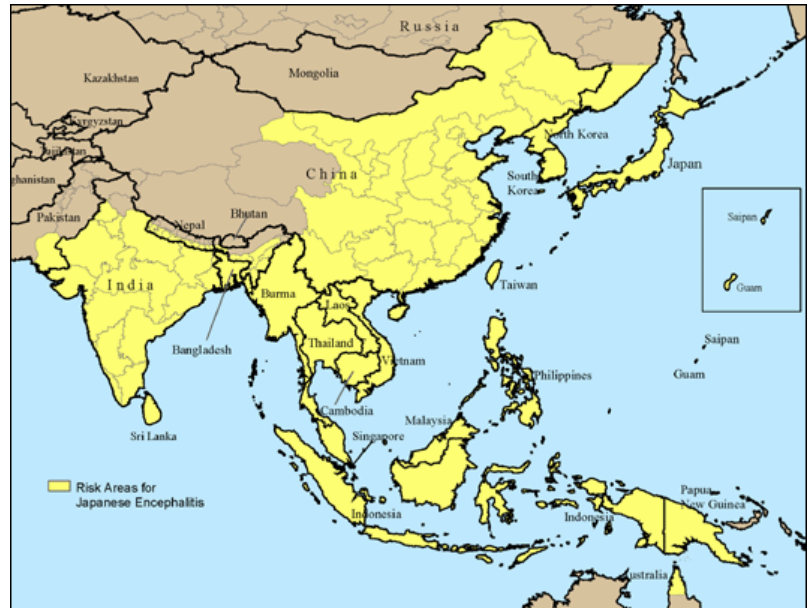 Russia
Kazakhstan
Mongolia
Kyrgyzstan
Tajikistan
ghanistan
China
North Korea
South
Korea
Japan
Pakistan
Nepal
Bhutan
Saipan
India
Burma
Taiwan
Guam
Laos
Bangladesh
Thailand
Vietnam
Saipan
Guam
Philippines
Cambodia
Malaysia
Sri Lanka
Singapore
Risk Areas for
Japanese Encephalitis
Indonesia
Indonesia
Papua
New Guinea
Australia